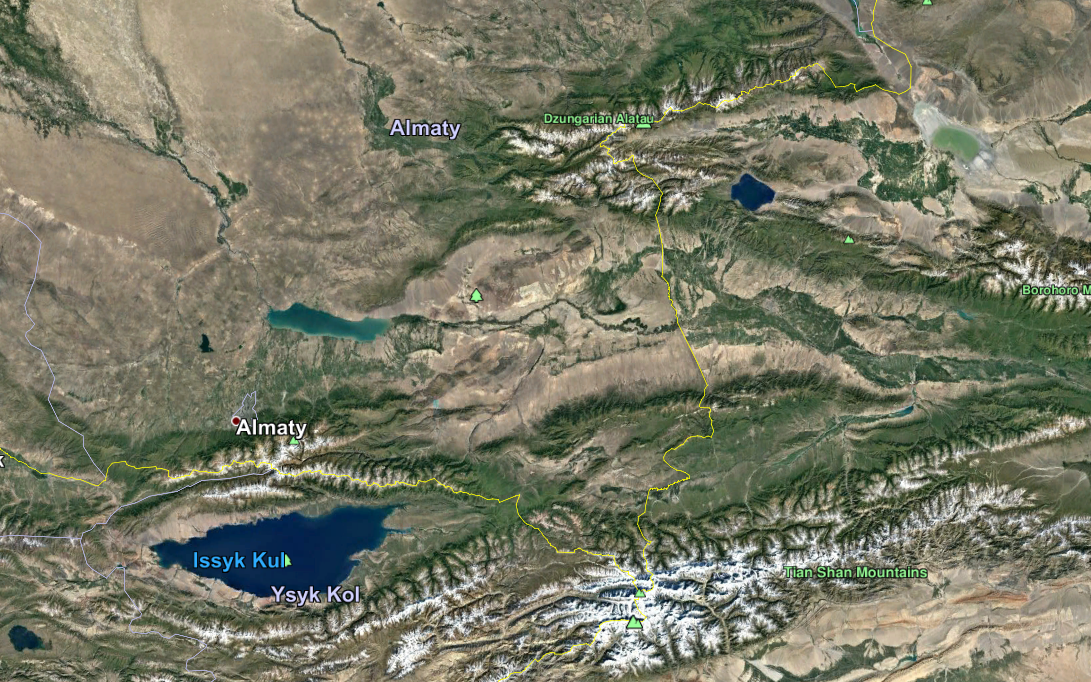 Dzungarian Alatau
Almaty
Borohoro M
Almaty
k
Issyk Kul
Tian Shan Mountains
Ysyk Kol